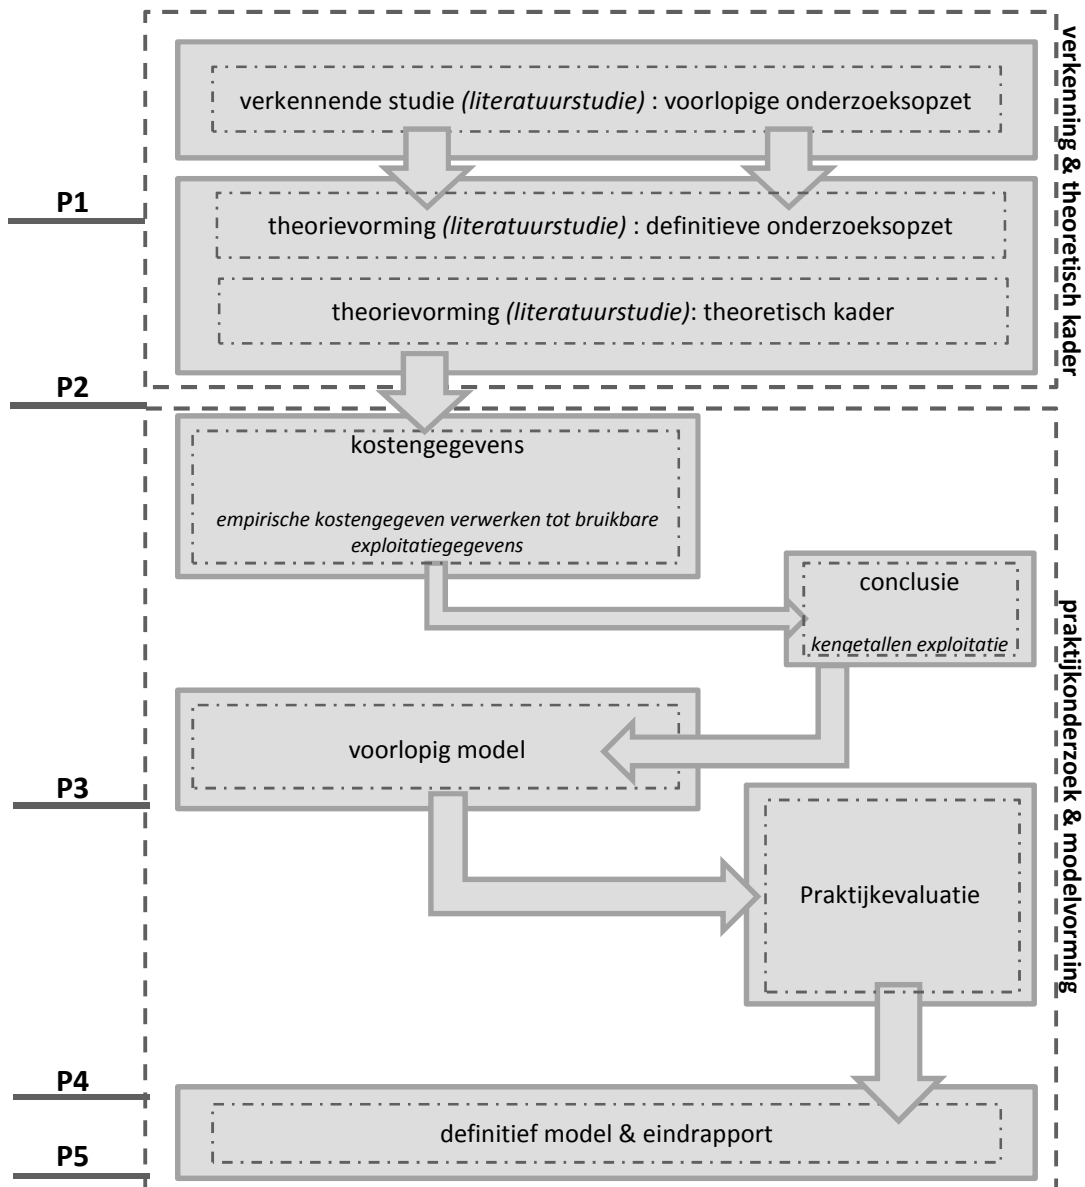 verkennende studie (literatuurstudie) : voorlopige onderzoeksopzet
verkenning & theoretisch kader
P1
theorievorming (literatuurstudie) : definitieve onderzoeksopzet
theorievorming (literatuurstudie): theoretisch kader
P2
kostengegevens
empirische kostengegeven verwerken tot bruikbare
exploitatiegegevens
conclusie
kengetallen exploitatie
praktijkonderzoek & modelvorming
voorlopig model
P3
Praktijkevaluatie
P4
definitief model & eindrapport
P5